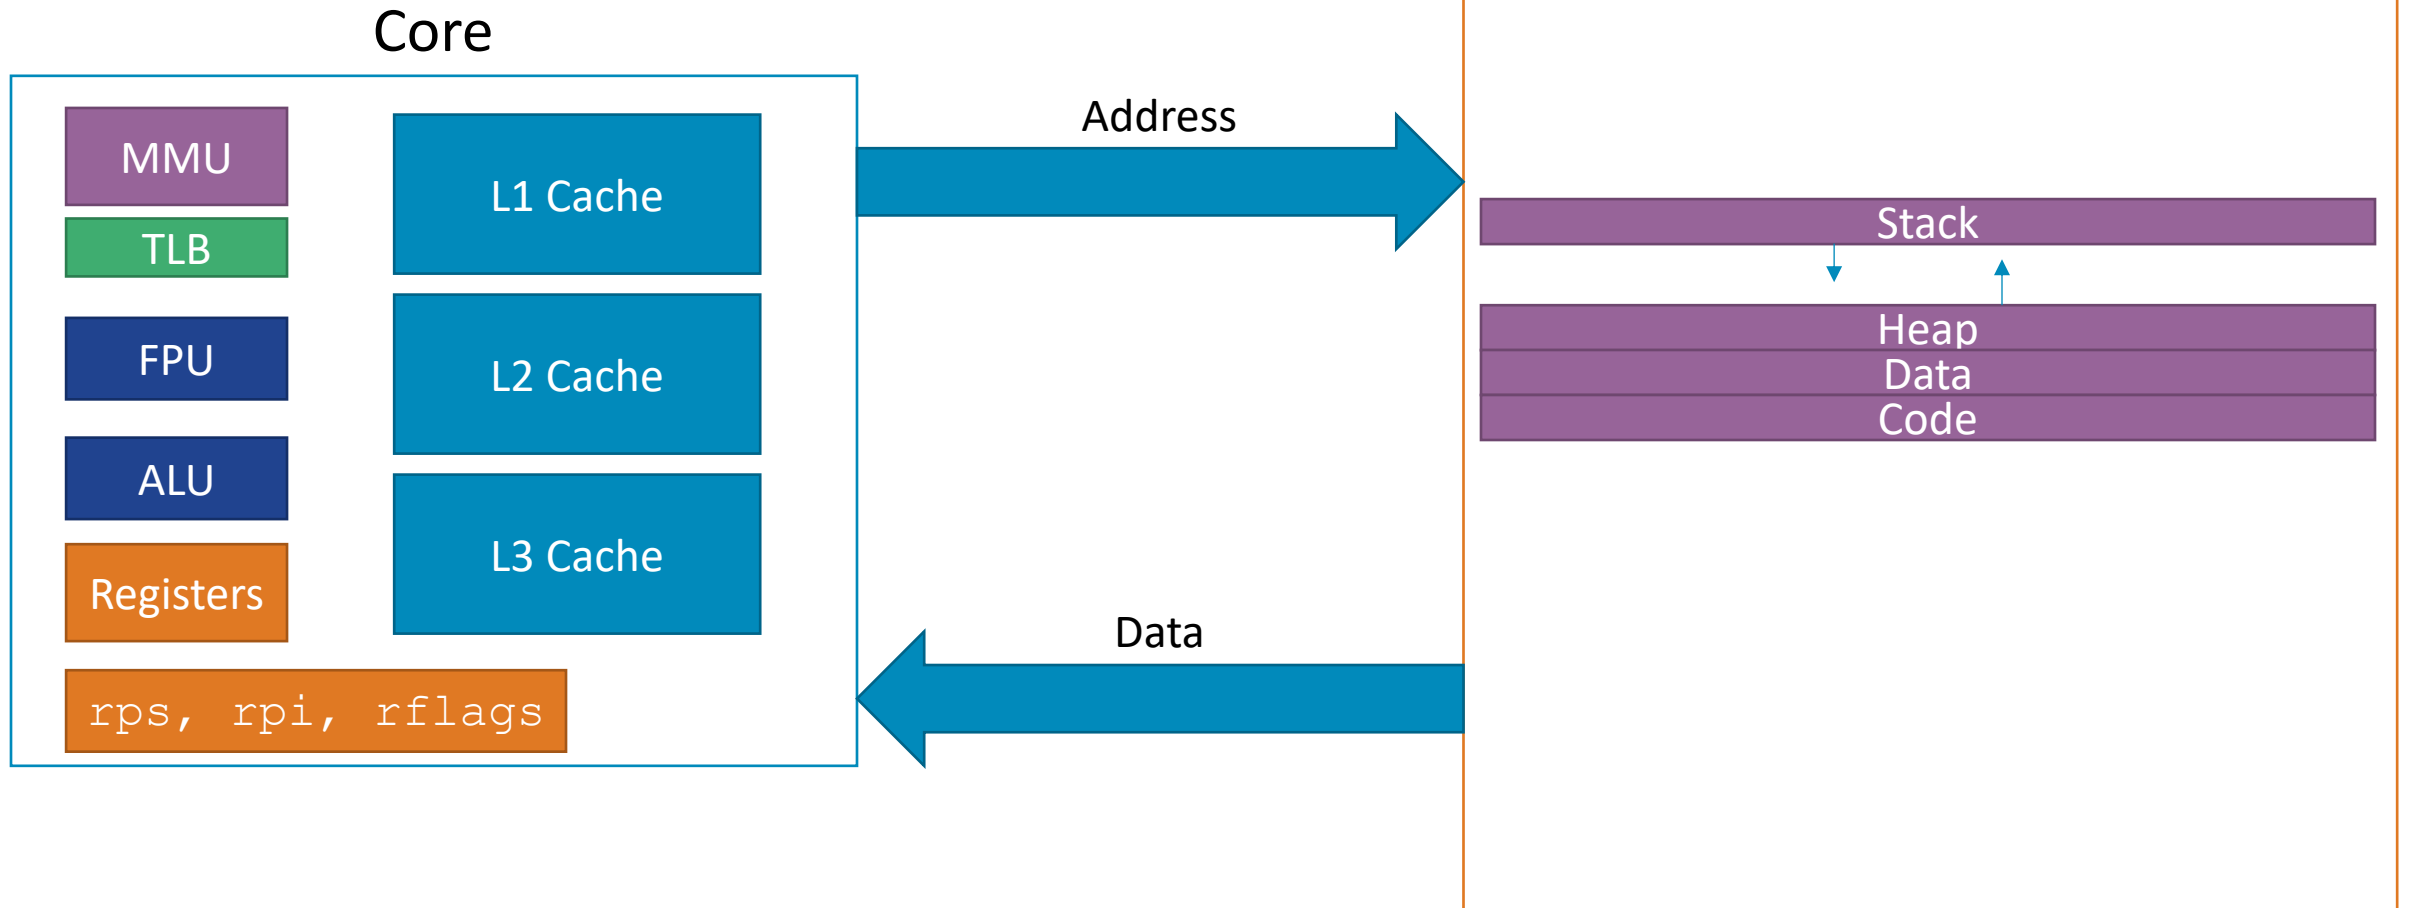 Core
MMU
TLB
FPU
ALU
Registers
rps, rpi, rflags
L1 Cache
L2 Cache
L3 Cache
Address
Data
Stack
Heap
Data
Code